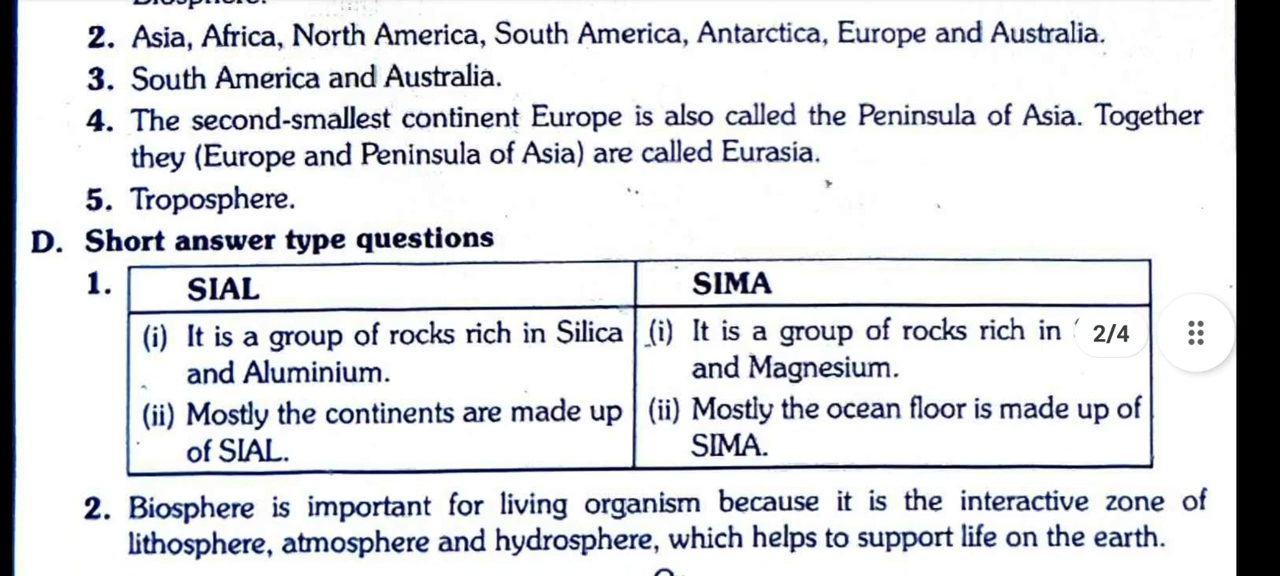 2. Asia, Africa, North America, South America, Antarctica, Europe and Australia.
3. South America and Australia.
4. The second-smallest continent Europe is also called the Peninsula of Asia. Together
they (Europe and Peninsula of Asia) are called Eurasia.
5. Troposphere.
D. Short answer type questions
1. SIAL SIMA
(i) It is a group of rocks rich in Silica
and Aluminium.
(ii) Mostly the continents are made up
of SIAL.
(i) It is a group of rocks rich in
and Magnesium.
(ii) Mostly the ocean floor is made up of
SIMA.
2/4
2. Biosphere is important for living organism because it is the interactive zone of
lithosphere, atmosphere and hydrosphere, which helps to support life on the earth.